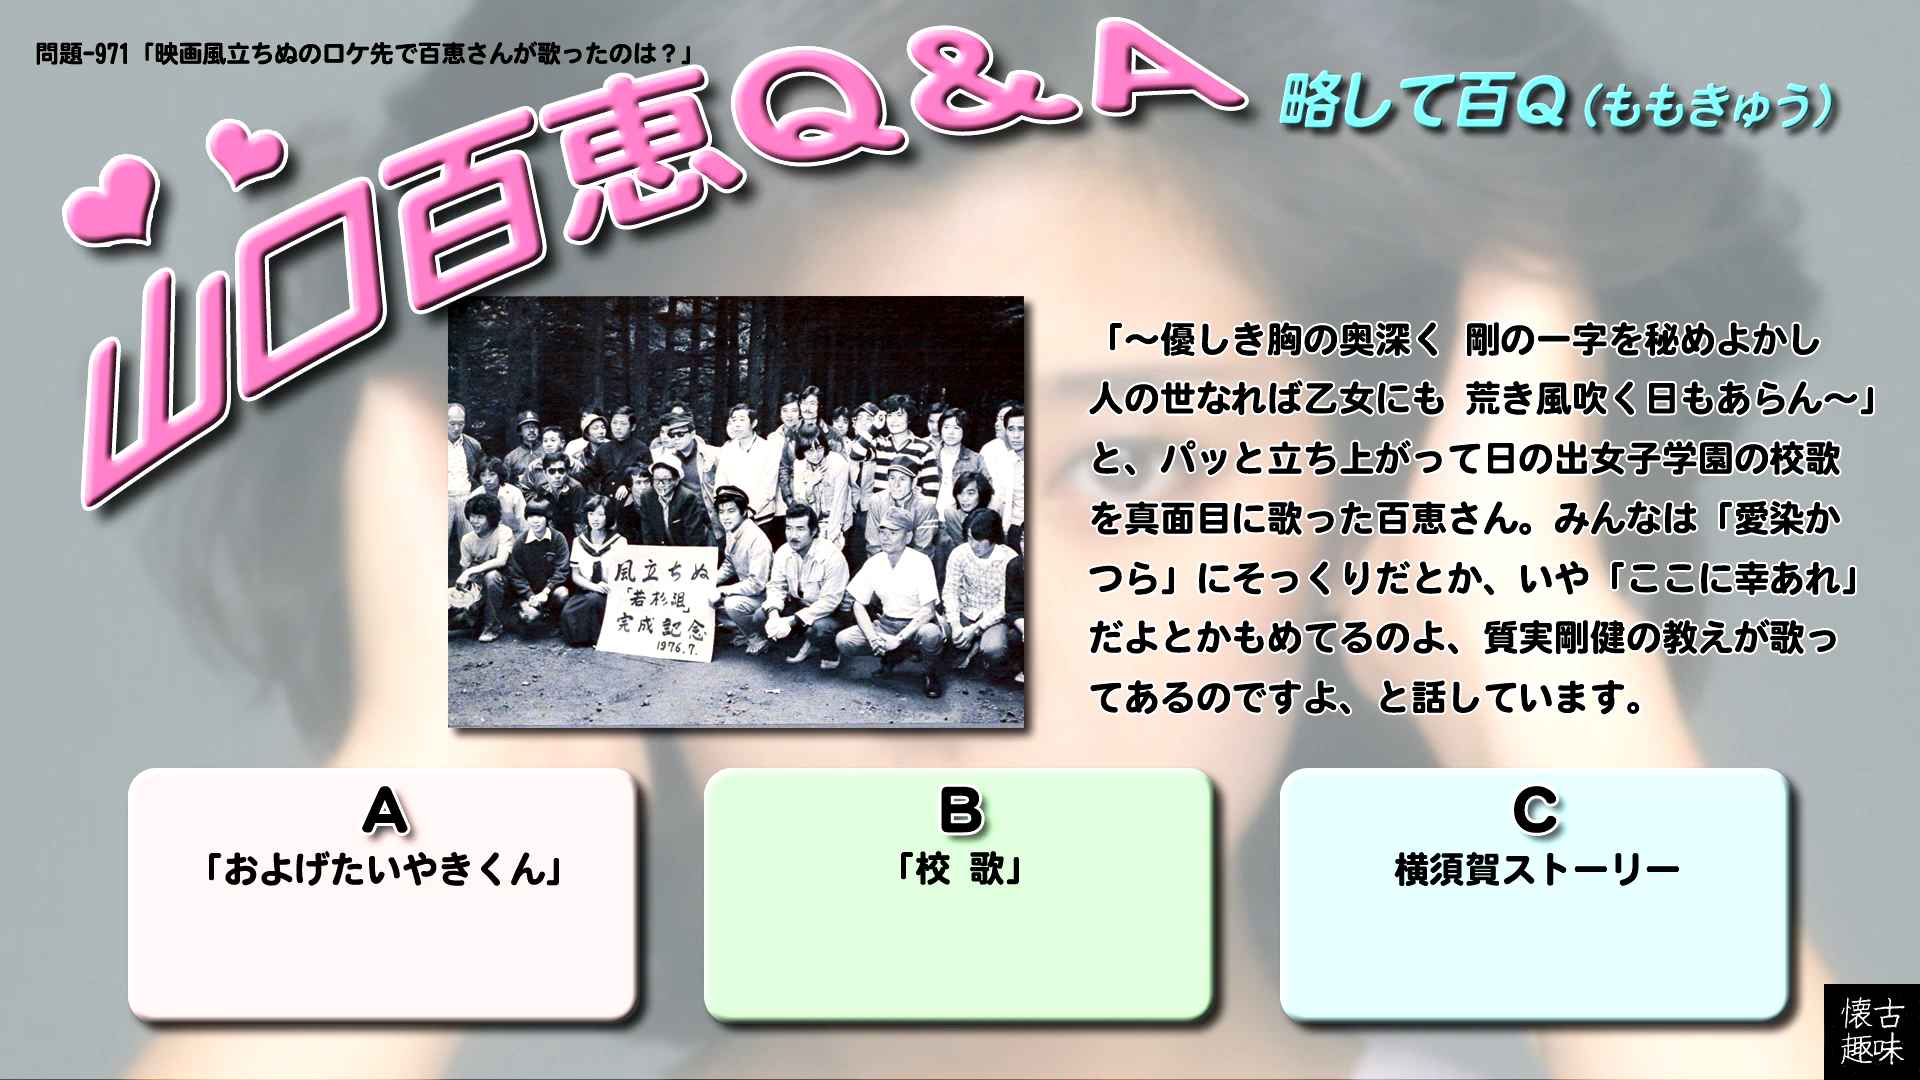 問題-971「映画風立ちぬのロケ先で百恵さんが歌ったのは？」
山口百恵Q&A
略して百Q（ももきゅう）
「～優しき胸の奥深く 剛の一字を秘めよかし
人の世なれば乙女にも 荒き風吹く日もあらん～」
と、パッと立ち上がって日の出女子学園の校歌
を真面目に歌った百恵さん。みんなは「愛染か
つら」にそっくりだとか、いや「ここに幸あれ」
だよとかもめてるのよ、質実剛健の教えが歌っ
てあるのですよ、と話しています。
風立ちぬ
「若杉組」
完成記念
1976.7.
A
「およげたいやきくん」
B
「校 歌」
C
横須賀ストーリー
懐古
趣味